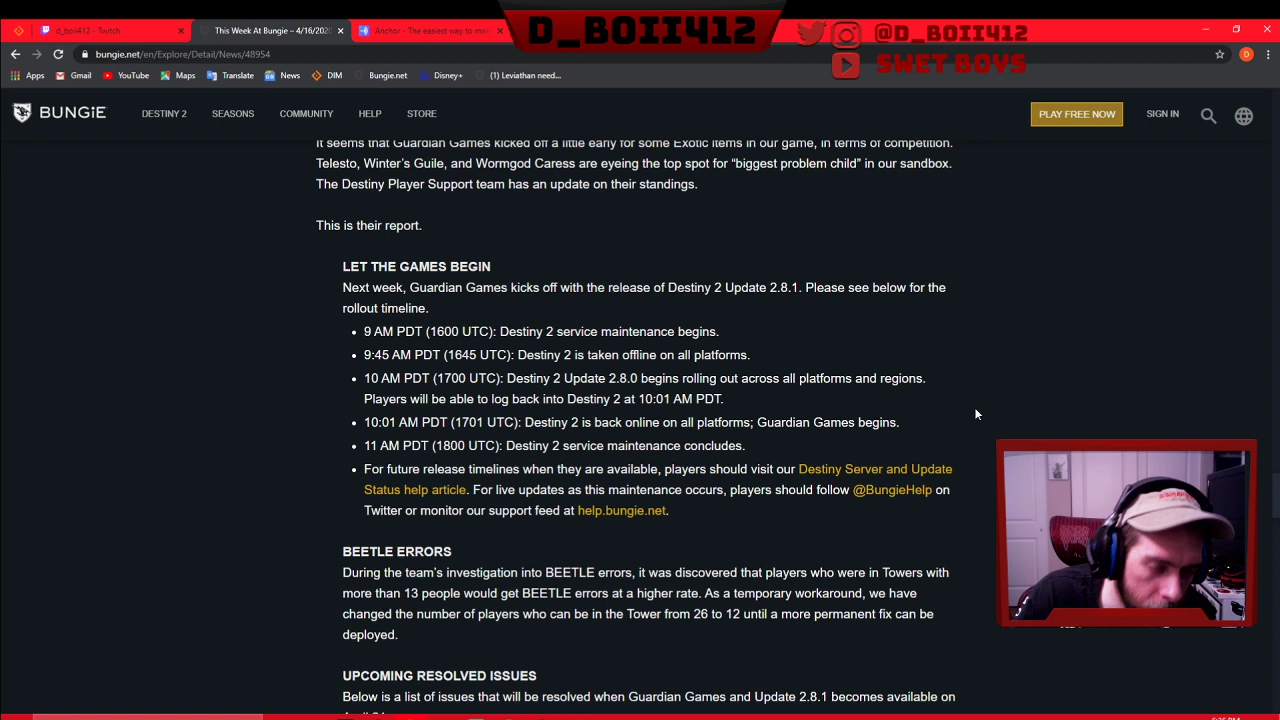 D_BOII412
@D_BOII412
SWET BOYS
d_boii412 - Twitch
This Week At Bungie – 4/16/2020
Anchor - The easiest way to ma
bungie.net/en/Explore/Detail/News/48954
Apps Gmail YouTube Maps Translate News DIM Bungie.net Disney+ (1) Leviathan need...
BUNGiE DESTINY 2 SEASONS COMMUNITY HELP STORE PLAY FREE NOW SIGN IN
It seems that Guardian Games kicked off a little early for some Exotic items in our game, in terms of competition.
Telesto, Winter's Guile, and Wormgod Caress are eyeing the top spot for “biggest problem child” in our sandbox.
The Destiny Player Support team has an update on their standings.
This is their report.
LET THE GAMES BEGIN
Next week, Guardian Games kicks off with the release of Destiny 2 Update 2.8.1. Please see below for the
rollout timeline.
• 9 AM PDT (1600 UTC): Destiny 2 service maintenance begins.
• 9:45 AM PDT (1645 UTC): Destiny 2 is taken offline on all platforms.
• 10 AM PDT (1700 UTC): Destiny 2 Update 2.8.0 begins rolling out across all platforms and regions.
Players will be able to log back into Destiny 2 at 10:01 AM PDT.
• 10:01 AM PDT (1701 UTC): Destiny 2 is back online on all platforms; Guardian Games begins.
• 11 AM PDT (1800 UTC): Destiny 2 service maintenance concludes.
• For future release timelines when they are available, players should visit our Destiny Server and Update
Status help article. For live updates as this maintenance occurs, players should follow @BungieHelp on
Twitter or monitor our support feed at help.bungie.net.
BEETLE ERRORS
During the team's investigation into BEETLE errors, it was discovered that players who were in Towers with
more than 13 people would get BEETLE errors at a higher rate. As a temporary workaround, we have
changed the number of players who can be in the Tower from 26 to 12 until a more permanent fix can be
deployed.
UPCOMING RESOLVED ISSUES
Below is a list of issues that will be resolved when Guardian Games and Update 2.8.1 becomes available on